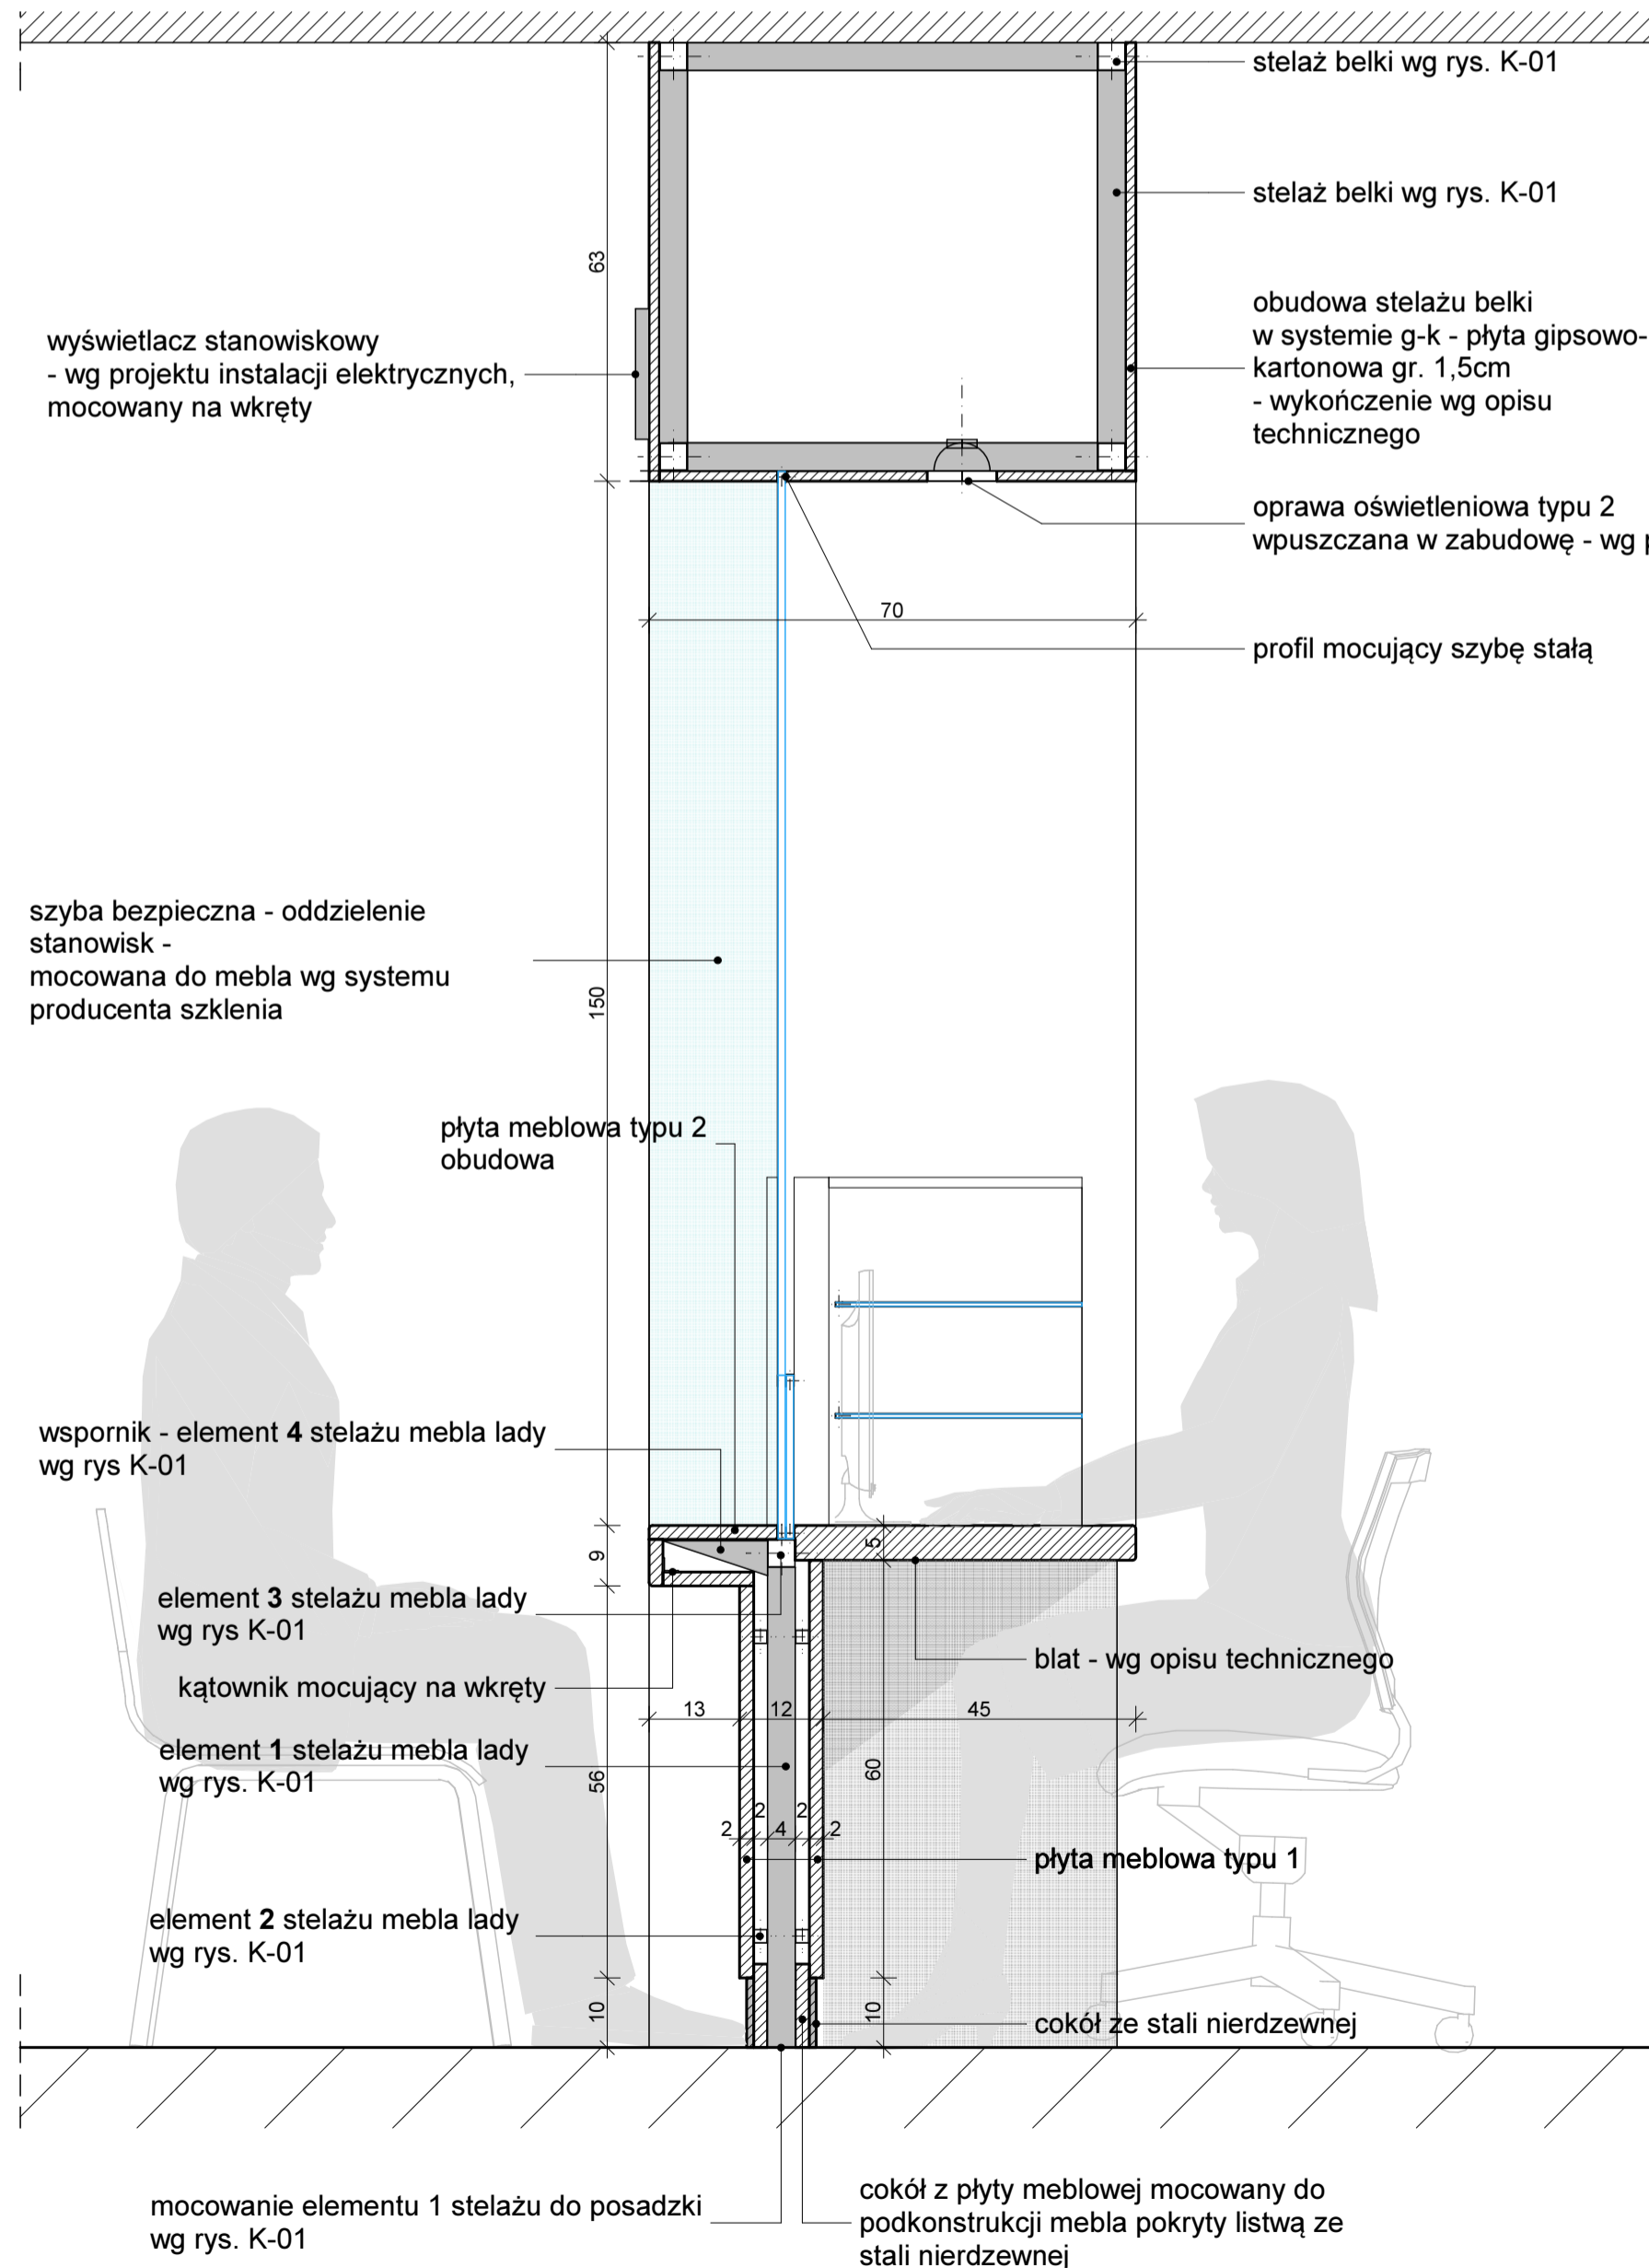 stelaż belki wg rys. K-01
63
stelaż belki wg rys. K-01
obudowa stelażu belki
w systemie g-k - płyta gipsowo-
kartonowa gr. 1,5cm
- wykończenie wg opisu
technicznego
wyświetlacz stanowiskowy
- wg projektu instalacji elektrycznych,
mocowany na wkręty
oprawa oświetleniowa typu 2
wpuszczana w zabudowę - wg
70
profil mocujący szybę stałą
szyba bezpieczna - oddzielenie
stanowisk -
mocowana do mebla wg systemu
producenta szklenia
150
płyta meblowa typu 2
obudowa
wspornik - element 4 stelażu mebla lady
wg rys K-01
9
5
element 3 stelażu mebla lady
wg rys K-01
blat - wg opisu technicznego
kątownik mocujący na wkręty
13
12
45
element 1 stelażu mebla lady
wg rys. K-01
56
60
2
2
4
2
2
płyta meblowa typu 1
element 2 stelażu mebla lady
wg rys. K-01
10
10
cokół ze stali nierdzewnej
mocowanie elementu 1 stelażu do posadzki
wg rys. K-01
cokół z płyty meblowej mocowany do
podkonstrukcji mebla pokryty listwą ze
stali nierdzewnej